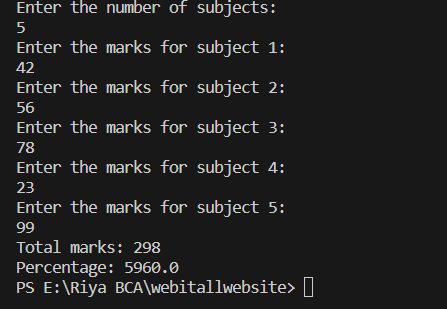 Enter the number of subjects:
5
Enter the marks for subject 1:
42
Enter the marks for subject 2:
56
Enter the marks for subject 3:
78
Enter the marks for subject 4:
23
Enter the marks for subject 5:
99
Total marks: 298
Percentage: 5960.0
PS E:\Riya BCA\webitallwebsite>